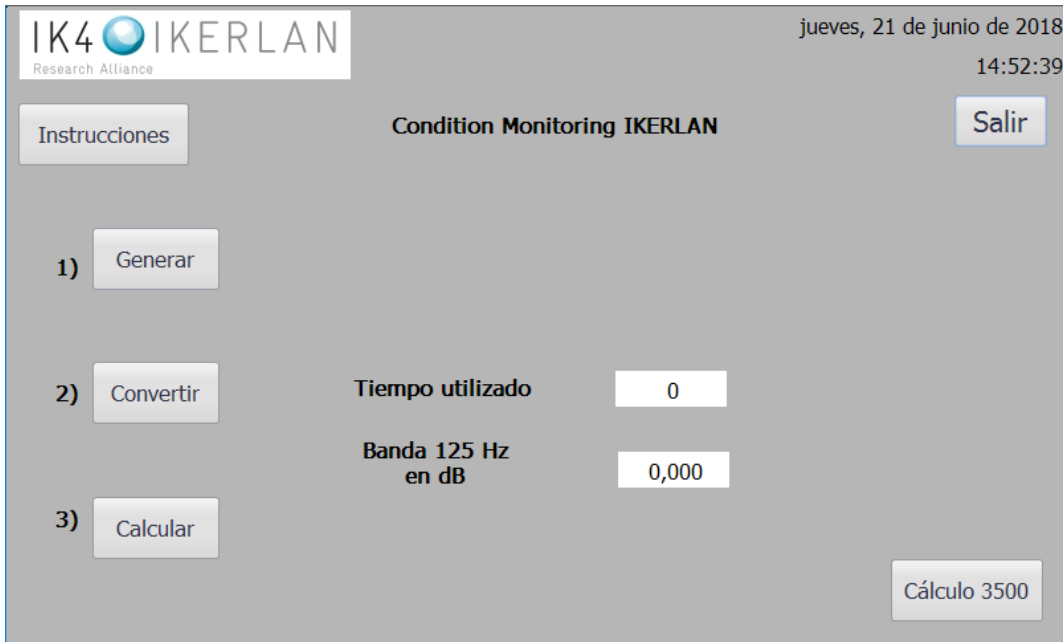 IK4 IKERLAN
Research Alliance
jueves, 21 de junio de 2018
14:52:39
Instrucciones
Condition Monitoring IKERLAN
Salir
1) Generar
2) Convertir
Tiempo utilizado 0
Banda 125 Hz
en dB 0,000
3) Calcular
Cálculo 3500